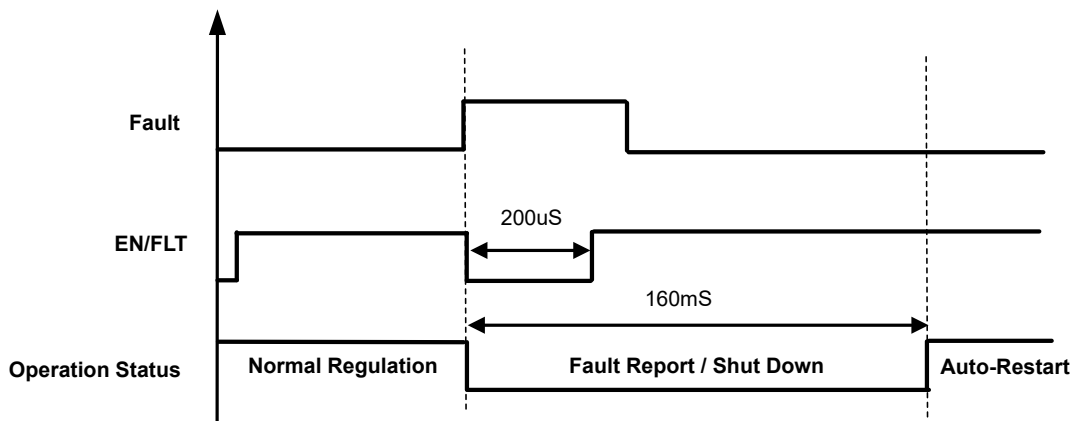 Fault
200uS
EN/FLT
160mS
Operation Status
Normal Regulation
Fault Report / Shut Down
Auto-Restart